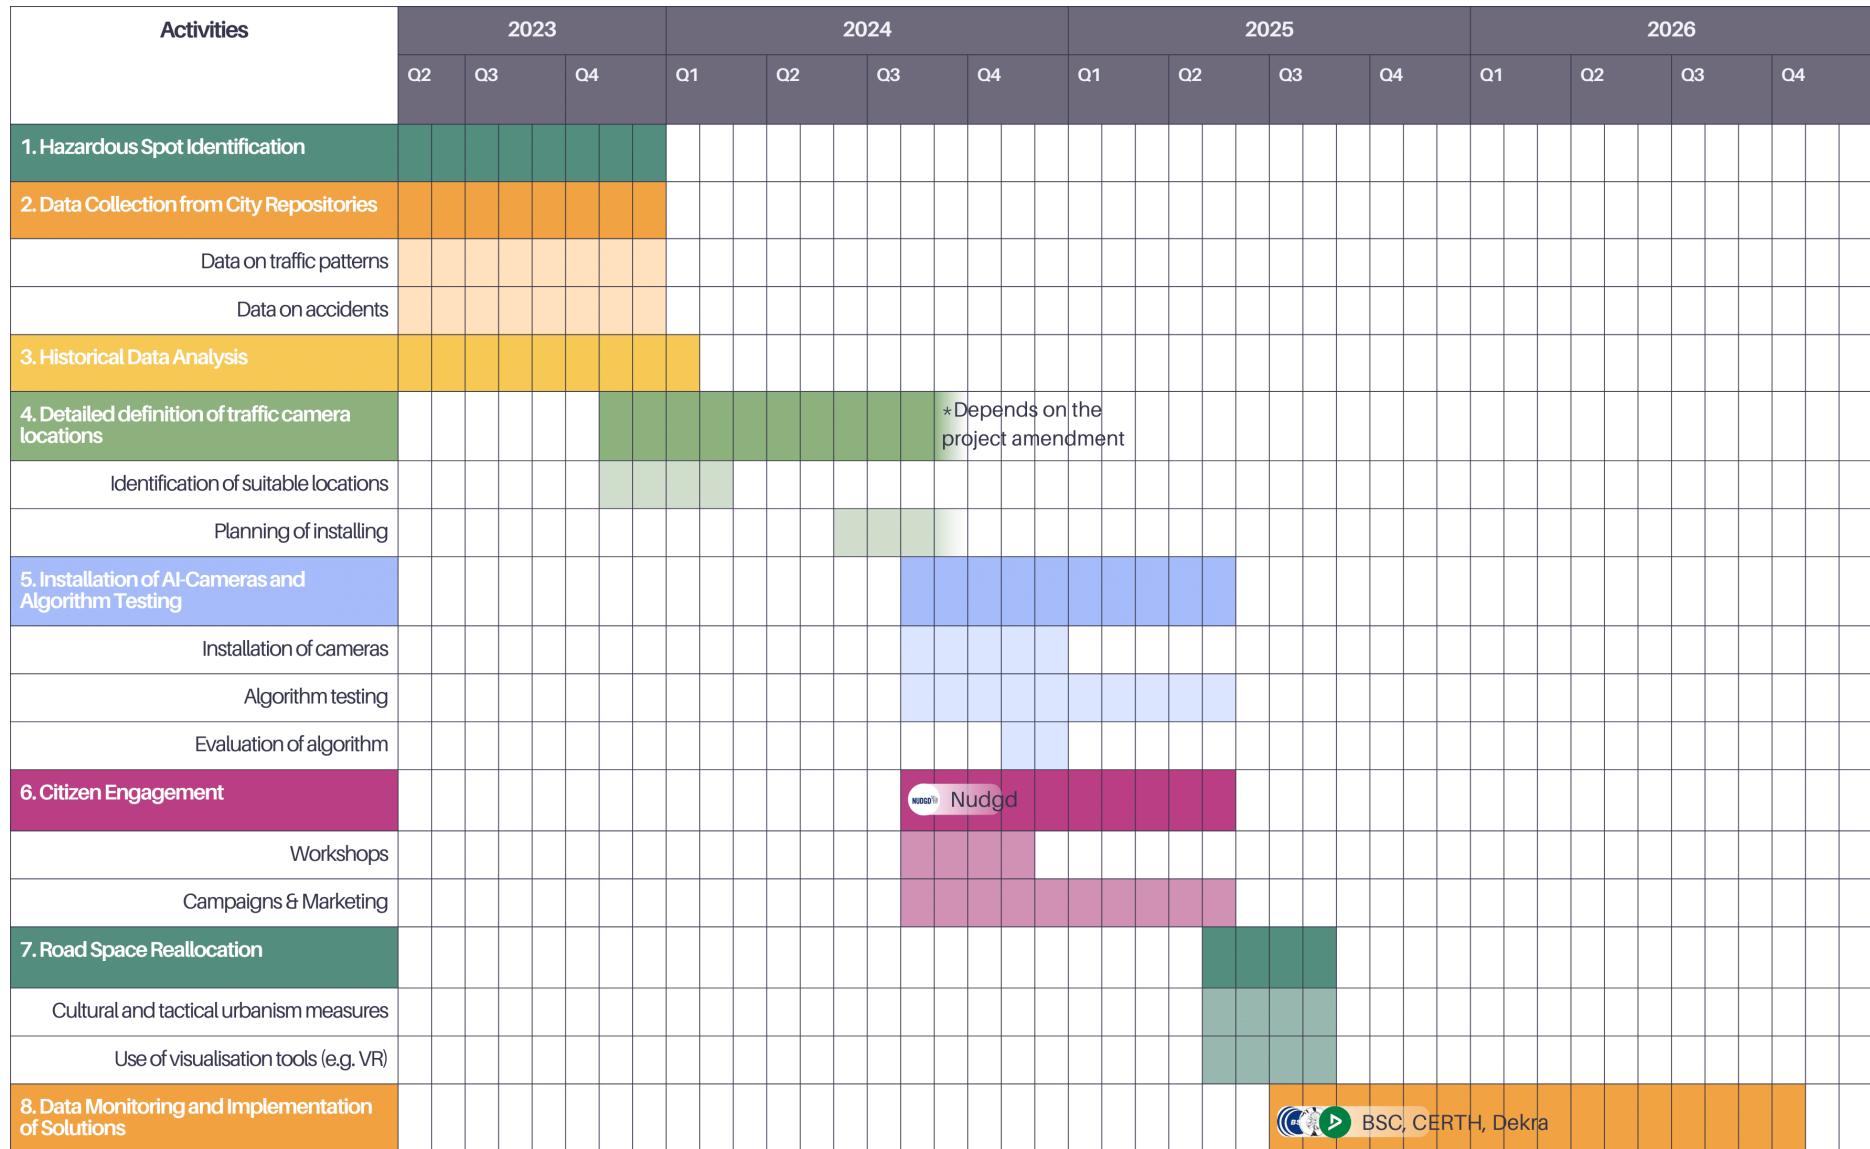 Activities
2023
2024
2025
2026
Q2
Q3
Q4
Q1
Q2
Q3
Q4
Q1
Q2
Q3
Q4
Q1
Q2
Q3
Q4
1. Hazardous Spot Identification
2. Data Collection from City Repositories
Data on traffic patterns
Data on accidents
3. Historical Data Analysis
4. Detailed definition of traffic camera
locations
*Depends on the
project amendment
Identification of suitable locations
Planning of installing
5. Installation of AI-Cameras and
Algorithm Testing
Installation of cameras
Algorithm testing
Evaluation of algorithm
6. Citizen Engagement
NUDGD
Nudgd
Workshops
Campaigns & Marketing
7. Road Space Reallocation
Cultural and tactical urbanism measures
Use of visualisation tools (e.g. VR)
8. Data Monitoring and Implementation
of Solutions
BSC, CERTH, Dekra